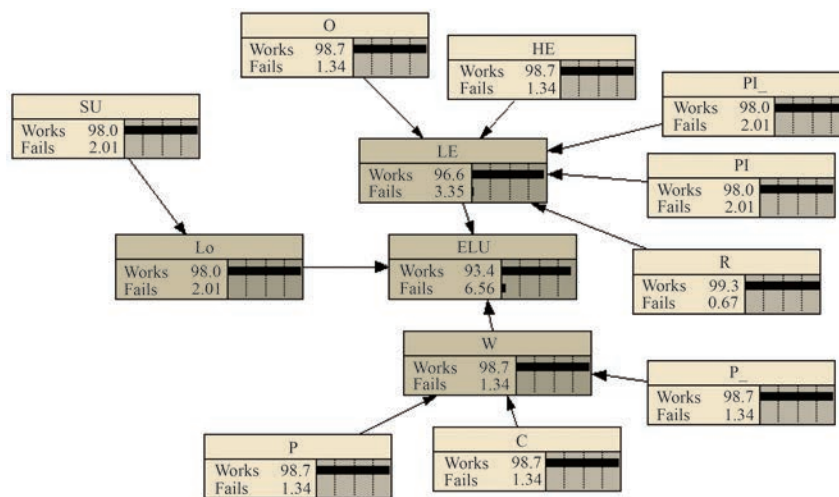 O
Works 98.7
Fails 1.34
HE
Works 98.7
Fails 1.34
PI_
Works 98.0
Fails 2.01
SU
Works 98.0
Fails 2.01
LE
Works 96.6
Fails 3.35
PI
Works 98.0
Fails 2.01
Lo
Works 98.0
Fails 2.01
ELU
Works 93.4
Fails 6.56
R
Works 99.3
Fails 0.67
W
Works 98.7
Fails 1.34
P_
Works 98.7
Fails 1.34
P
Works 98.7
Fails 1.34
C
Works 98.7
Fails 1.34